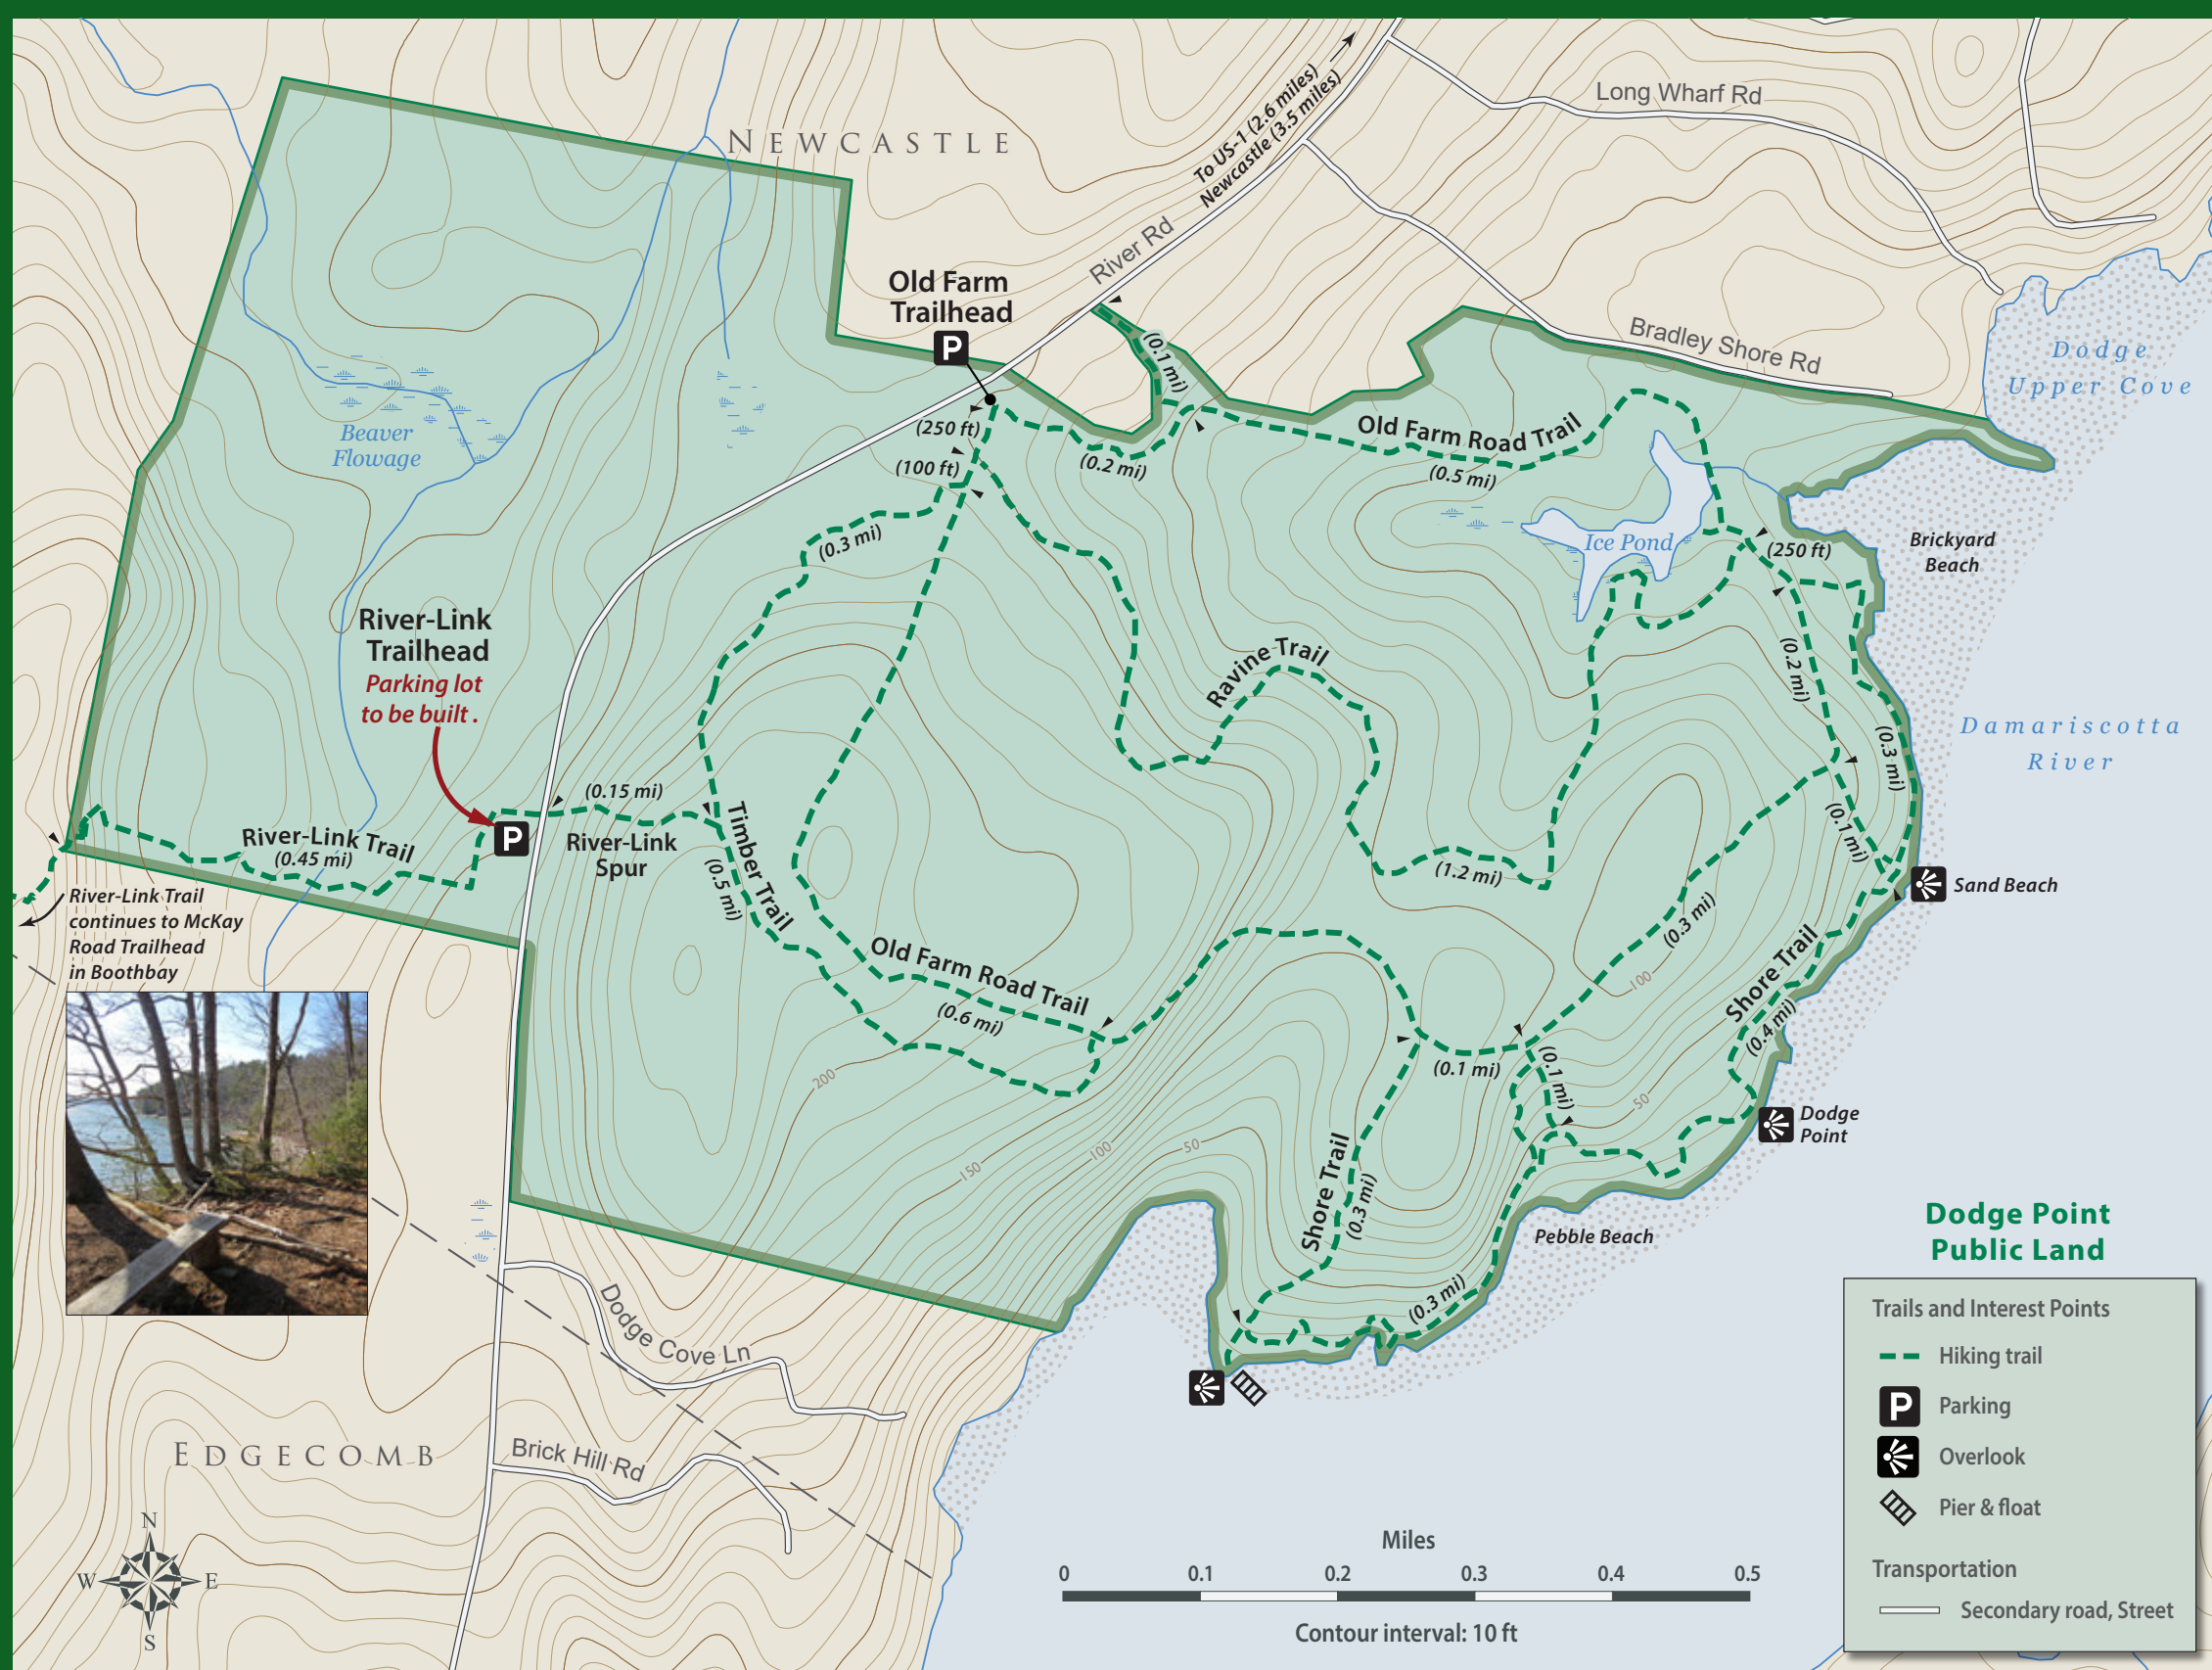 NEWCASTLE
To US-1 (2.6 miles)
Newcastle (3.5 miles)
Long Wharf Rd
River Rd
Bradley Shore Rd
Dodge
Upper Cove
Old Farm
Trailhead
P
(0.1 mi)
(250 ft)
(100 ft)
(0.2 mi)
Old Farm Road Trail
(0.5 mi)
Beaver
Flowage
Ice Pond
(250 ft)
Brickyard
Beach
(0.3 mi)
River-Link
Trailhead
Parking lot
to be built .
Ravine Trail
(0.2 mi)
(0.3 mi)
Damariscotta
River
(0.15 mi)
River-Link
Spur
P
River-Link Trail
(0.45 mi)
Timber Trail
(0.5 mi)
(1.2 mi)
(0.1 mi)
Sand Beach
River-Link Trail
continues to McKay
Road Trailhead
in Boothbay
Old Farm Road Trail
(0.6 mi)
(0.3 mi)
100
Shore Trail
(0.4 mi)
(0.1 mi)
(0.1 mi)
50
200
150
100
50
Dodge
Point
Shore Trail
(0.3 mi)
Pebble Beach
(0.3 mi)
Dodge Cove Ln
Brick Hill Rd
EDGECOMB
N
W
E
S
Miles
0 0.1 0.2 0.3 0.4 0.5
Contour interval: 10 ft
Dodge Point
Public Land
Trails and Interest Points
Hiking trail
P Parking
Overlook
Pier & float
Transportation
Secondary road, Street